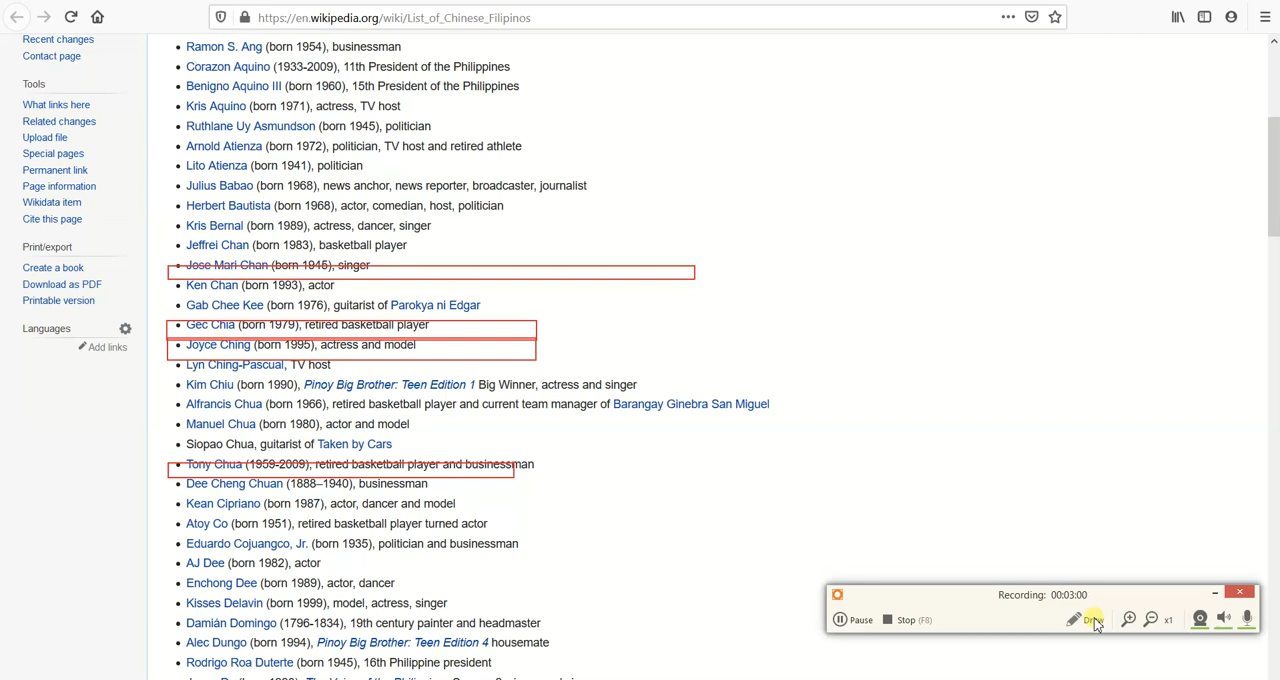 https://en.wikipedia.org/wiki/List_of_Chinese_Filipinos
Recent changes
Contact page
Tools
What links here
Related changes
Upload file
Special pages
Permanent link
Page information
Wikidata item
Cite this page
Print/export
Create a book
Download as PDF
Printable version
Languages
Add links
Ramon S. Ang (born 1954), businessman
Corazon Aquino (1933-2009), 11th President of the Philippines
Benigno Aquino III (born 1960), 15th President of the Philippines
Kris Aquino (born 1971), actress, TV host
Ruthlane Uy Asmundson (born 1945), politician
Arnold Atienza (born 1972), politician, TV host and retired athlete
Lito Atienza (born 1941), politician
Julius Babao (born 1968), news anchor, news reporter, broadcaster, journalist
Herbert Bautista (born 1968), actor, comedian, host, politician
Kris Bernal (born 1989), actress, dancer, singer
Jeffrei Chan (born 1983), basketball player
Jose Mari Chan (born 1945), singer
Ken Chan (born 1993), actor
Gab Chee Kee (born 1976), guitarist of Parokya ni Edgar
Gec Chia (born 1979), retired basketball player
Joyce Ching (born 1995), actress and model
Lyn Ching-Pascual, TV host
Kim Chiu (born 1990), Pinoy Big Brother: Teen Edition 1 Big Winner, actress and singer
Alfrancis Chua (born 1966), retired basketball player and current team manager of Barangay Ginebra San Miguel
Manuel Chua (born 1980), actor and model
Siopao Chua, guitarist of Taken by Cars
Tony Chua (1959-2009), retired basketball player and businessman
Dee Cheng Chuan (1888–1940), businessman
Kean Cipriano (born 1987), actor, dancer and model
Atoy Co (born 1951), retired basketball player turned actor
Eduardo Cojuangco, Jr. (born 1935), politician and businessman
AJ Dee (born 1982), actor
Enchong Dee (born 1989), actor, dancer
Kisses Delavin (born 1999), model, actress, singer
Damián Domingo (1796-1834), 19th century painter and headmaster
Alec Dungo (born 1994), Pinoy Big Brother: Teen Edition 4 housemate
Rodrigo Roa Duterte (born 1945), 16th Philippine president
Recording: 00:03:00
Pause
Stop (F8)
Draw
x1